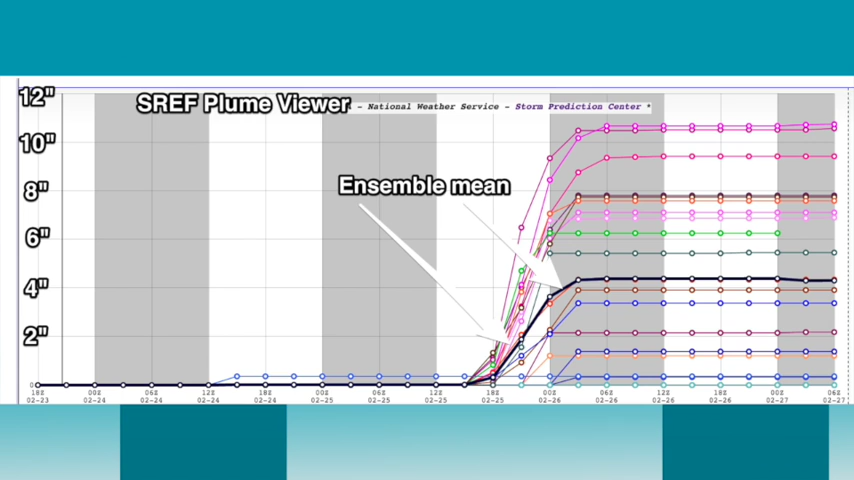 12"
SREF Plume Viewer - National Weather Service - Storm Prediction Center *
10"
8"
Ensemble mean
6"
4"
2"
0
18Z 00Z 06Z 12Z 18Z 00Z 06Z 12Z 18Z 00Z 06Z 12Z 18Z 00Z 06Z
02-23 02-24 02-24 02-24 02-24 02-25 02-25 02-25 02-25 02-26 02-26 02-26 02-26 02-27 02-27